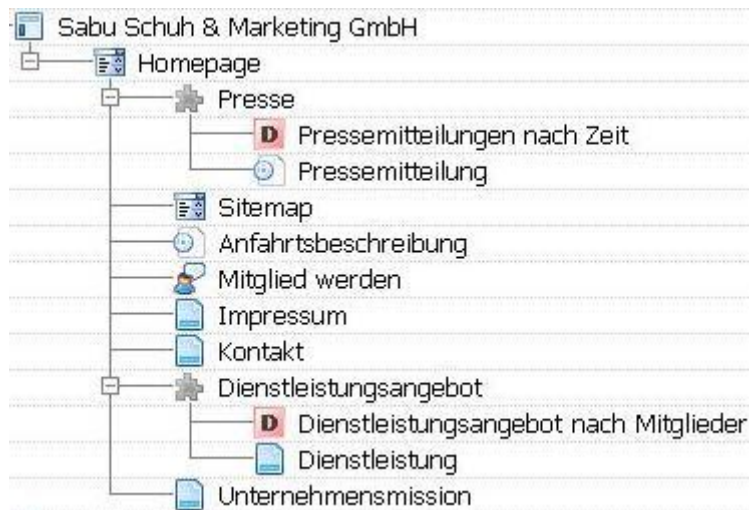 Sabu Schuh & Marketing GmbH
Homepage
Presse
D Pressemitteilungen nach Zeit
Pressemitteilung
Sitemap
Anfahrtsbeschreibung
Mitglied werden
Impressum
Kontakt
Dienstleistungsangebot
D Dienstleistungsangebot nach Mitglieder
Dienstleistung
Unternehmensmission